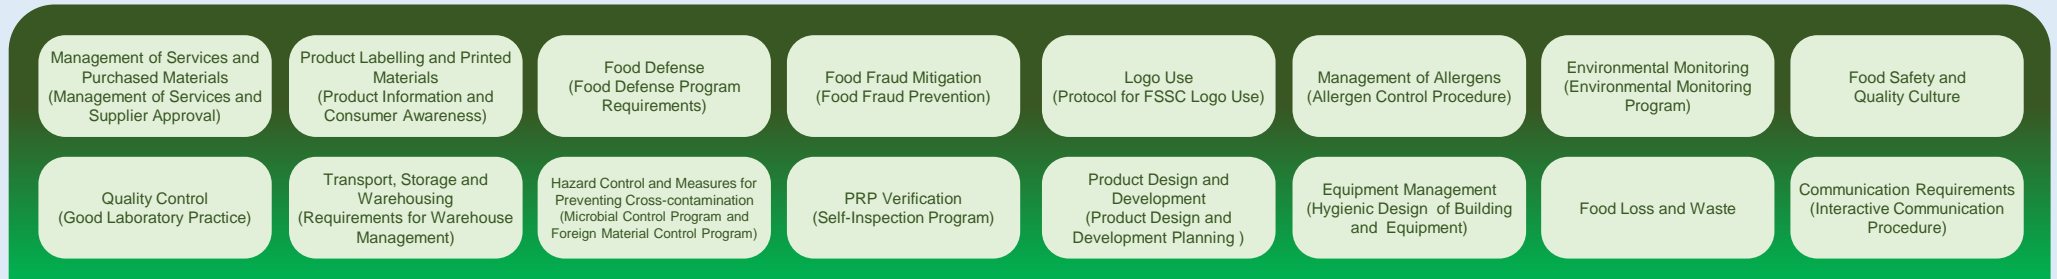 Management of Services and
Purchased Materials
(Management of Services and
Supplier Approval)
Product Labelling and Printed
Materials
(Product Information and
Consumer Awareness)
Food Defense
(Food Defense Program
Requirements)
Food Fraud Mitigation
(Food Fraud Prevention)
Logo Use
(Protocol for FSSC Logo Use)
Management of Allergens
(Allergen Control Procedure)
Environmental Monitoring
(Environmental Monitoring
Program)
Food Safety and
Quality Culture
Quality Control
(Good Laboratory Practice)
Transport, Storage and
Warehousing
(Requirements for Warehouse
Management)
Hazard Control and Measures for
Preventing Cross-contamination
(Microbial Control Program and
Foreign Material Control Program)
PRP Verification
(Self-Inspection Program)
Product Design and
Development
(Product Design and
Development Planning )
Equipment Management
(Hygienic Design of Building
and Equipment)
Food Loss and Waste
Communication Requirements
(Interactive Communication
Procedure)